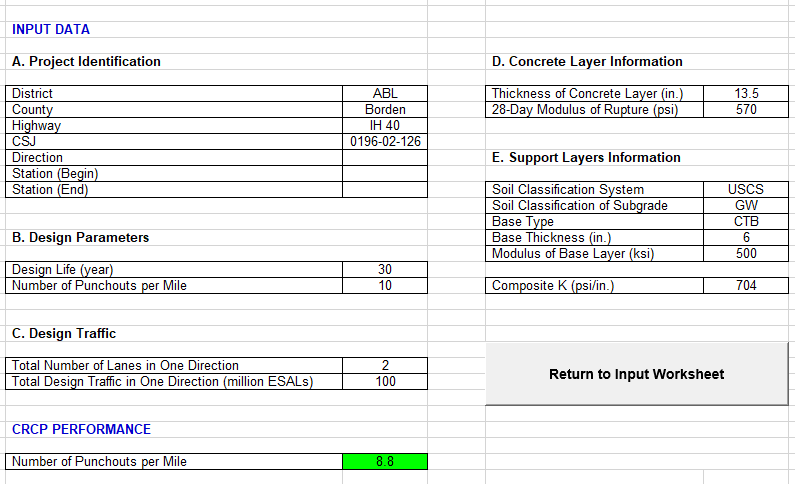 INPUT DATA
A. Project Identification
District ABL
County Borden
Highway IH 40
CSJ 0196-02-126
Direction
Station (Begin)
Station (End)
B. Design Parameters
Design Life (year) 30
Number of Punchouts per Mile 10
C. Design Traffic
Total Number of Lanes in One Direction 2
Total Design Traffic in One Direction (million ESALs) 100
CRCP PERFORMANCE
Number of Punchouts per Mile 8.8
D. Concrete Layer Information
Thickness of Concrete Layer (in.) 13.5
28-Day Modulus of Rupture (psi) 570
E. Support Layers Information
Soil Classification System USCS
Soil Classification of Subgrade GW
Base Type CTB
Base Thickness (in.) 6
Modulus of Base Layer (ksi) 500
Composite K (psi/in.) 704
Return to Input Worksheet